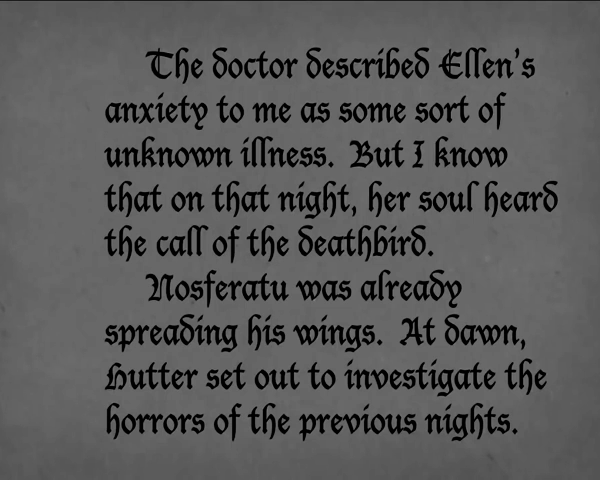 The doctor described Ellen's
anxiety to me as some sort of
unknown illness. But I know
that on that night, her soul heard
the call of the deathbird.
Nosferatu was already
spreading his wings. At dawn,
Hutter set out to investigate the
horrors of the previous nights.